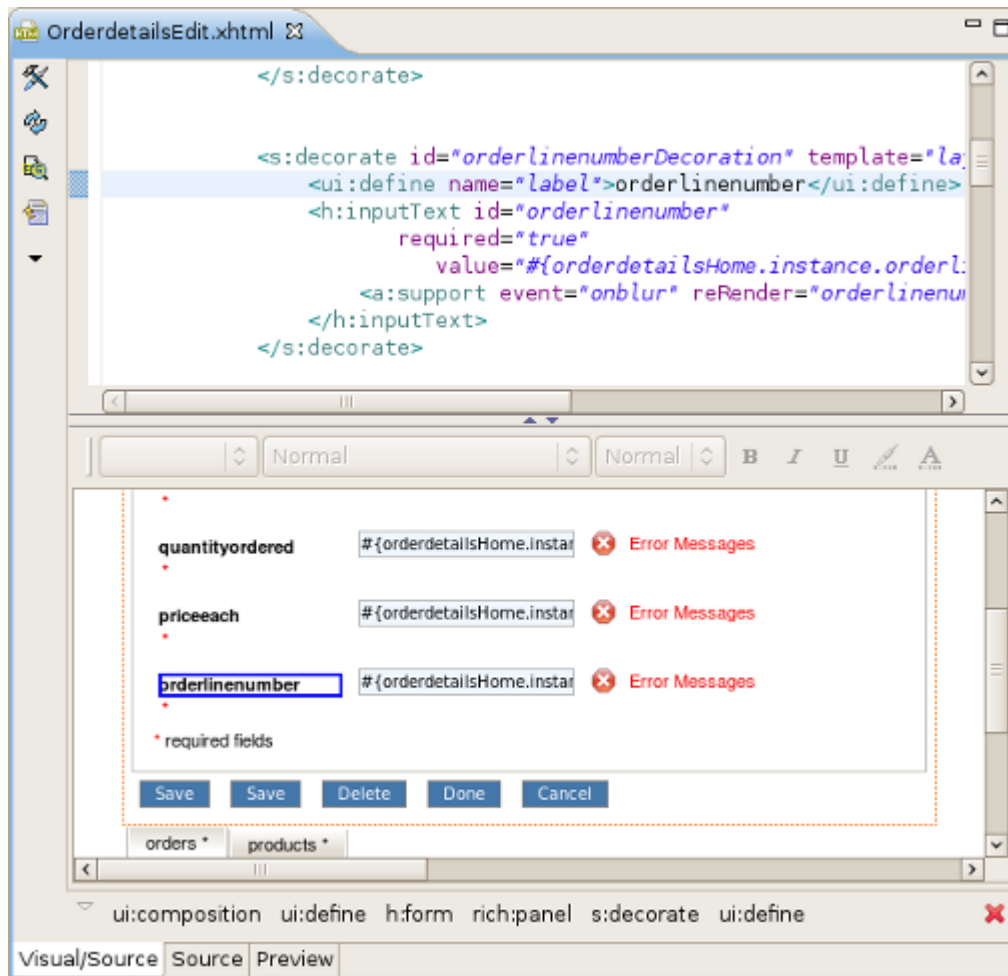 OrderdetailsEdit.xhtml
</s:decorate>
<s:decorate id="orderlinenumberDecoration" template="la
<ui:define name="label">orderlinenumber</ui:define>
<h:inputText id="orderlinenumber"
required="true"
value="#{orderdetailsHome.instance.orderl
<a:support event="onblur" reRender="orderlinenu
</h:inputText>
</s:decorate>
Normal Normal B I U A
*
quantityordered #{orderdetailsHome.instar Error Messages
*
priceeach #{orderdetailsHome.instar Error Messages
*
orderlinenumber #{orderdetailsHome.instar Error Messages
*
* required fields
Save Save Delete Done Cancel
orders * products *
ui:composition ui:define h:form rich:panel s:decorate ui:define
Visual/Source Source Preview